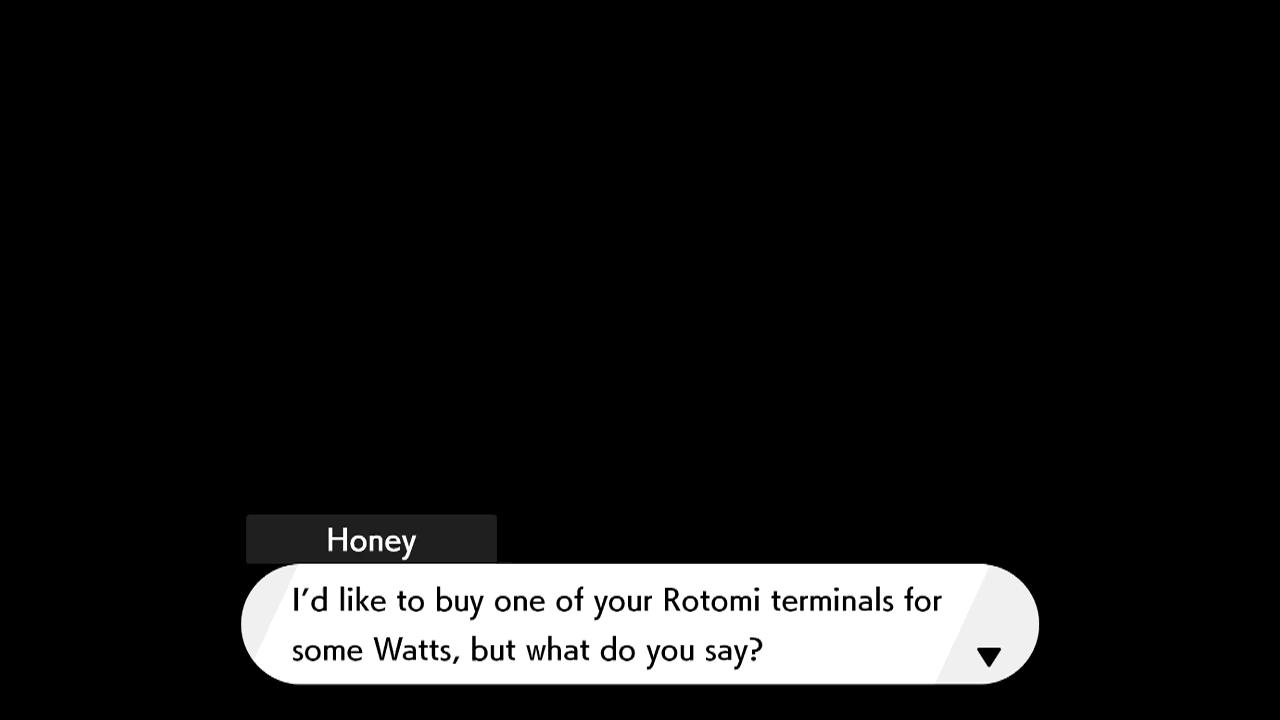 Honey
I'd like to buy one of your Rotomi terminals for
some Watts, but what do you say?